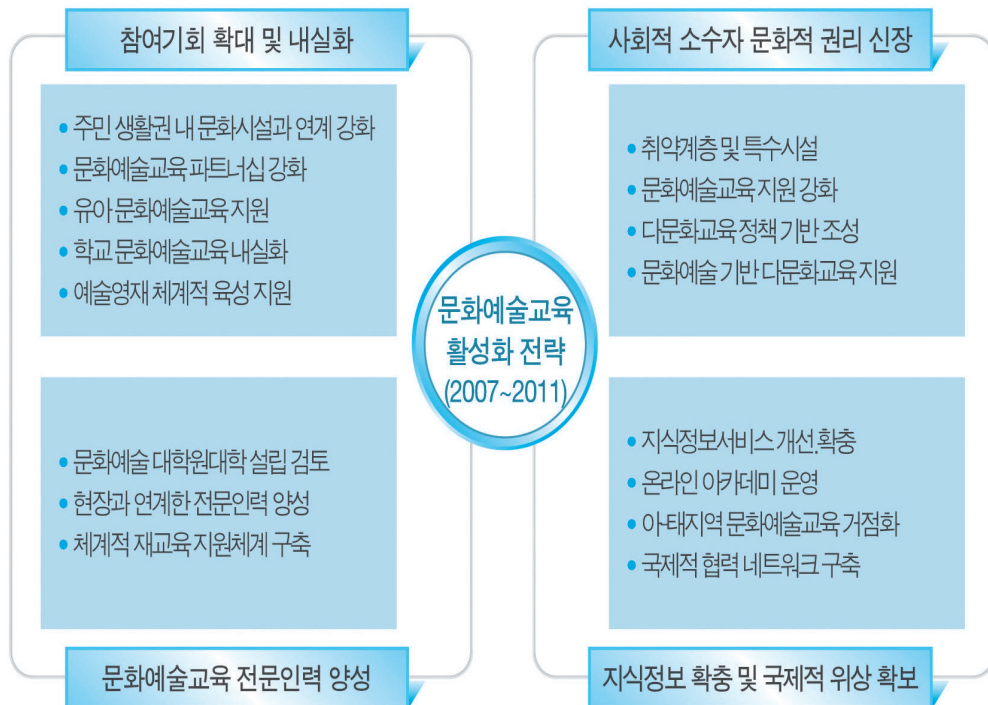 참여기회 확대 및 내실화
• 주민 생활권 내 문화시설과 연계 강화
• 문화예술교육 파트너십 강화
• 유아 문화예술교육 지원
• 학교 문화예술교육 내실화
• 예술영재 체계적 육성 지원
사회적 소수자 문화적 권리 신장
• 취약계층 및 특수시설
• 문화예술교육 지원 강화
• 다문화교육 정책 기반 조성
• 문화예술 기반 다문화교육 지원
문화예술교육
활성화 전략
(2007~2011)
• 문화예술 대학원대학 설립 검토
• 현장과 연계한 전문인력 양성
• 체계적 재교육 지원체계 구축
문화예술교육 전문인력 양성
• 지식정보서비스 개선.확충
• 온라인 아카데미 운영
• 아-태지역 문화예술교육 거점화
• 국제적 협력 네트워크 구축
지식정보 확충 및 국제적 위상 확보